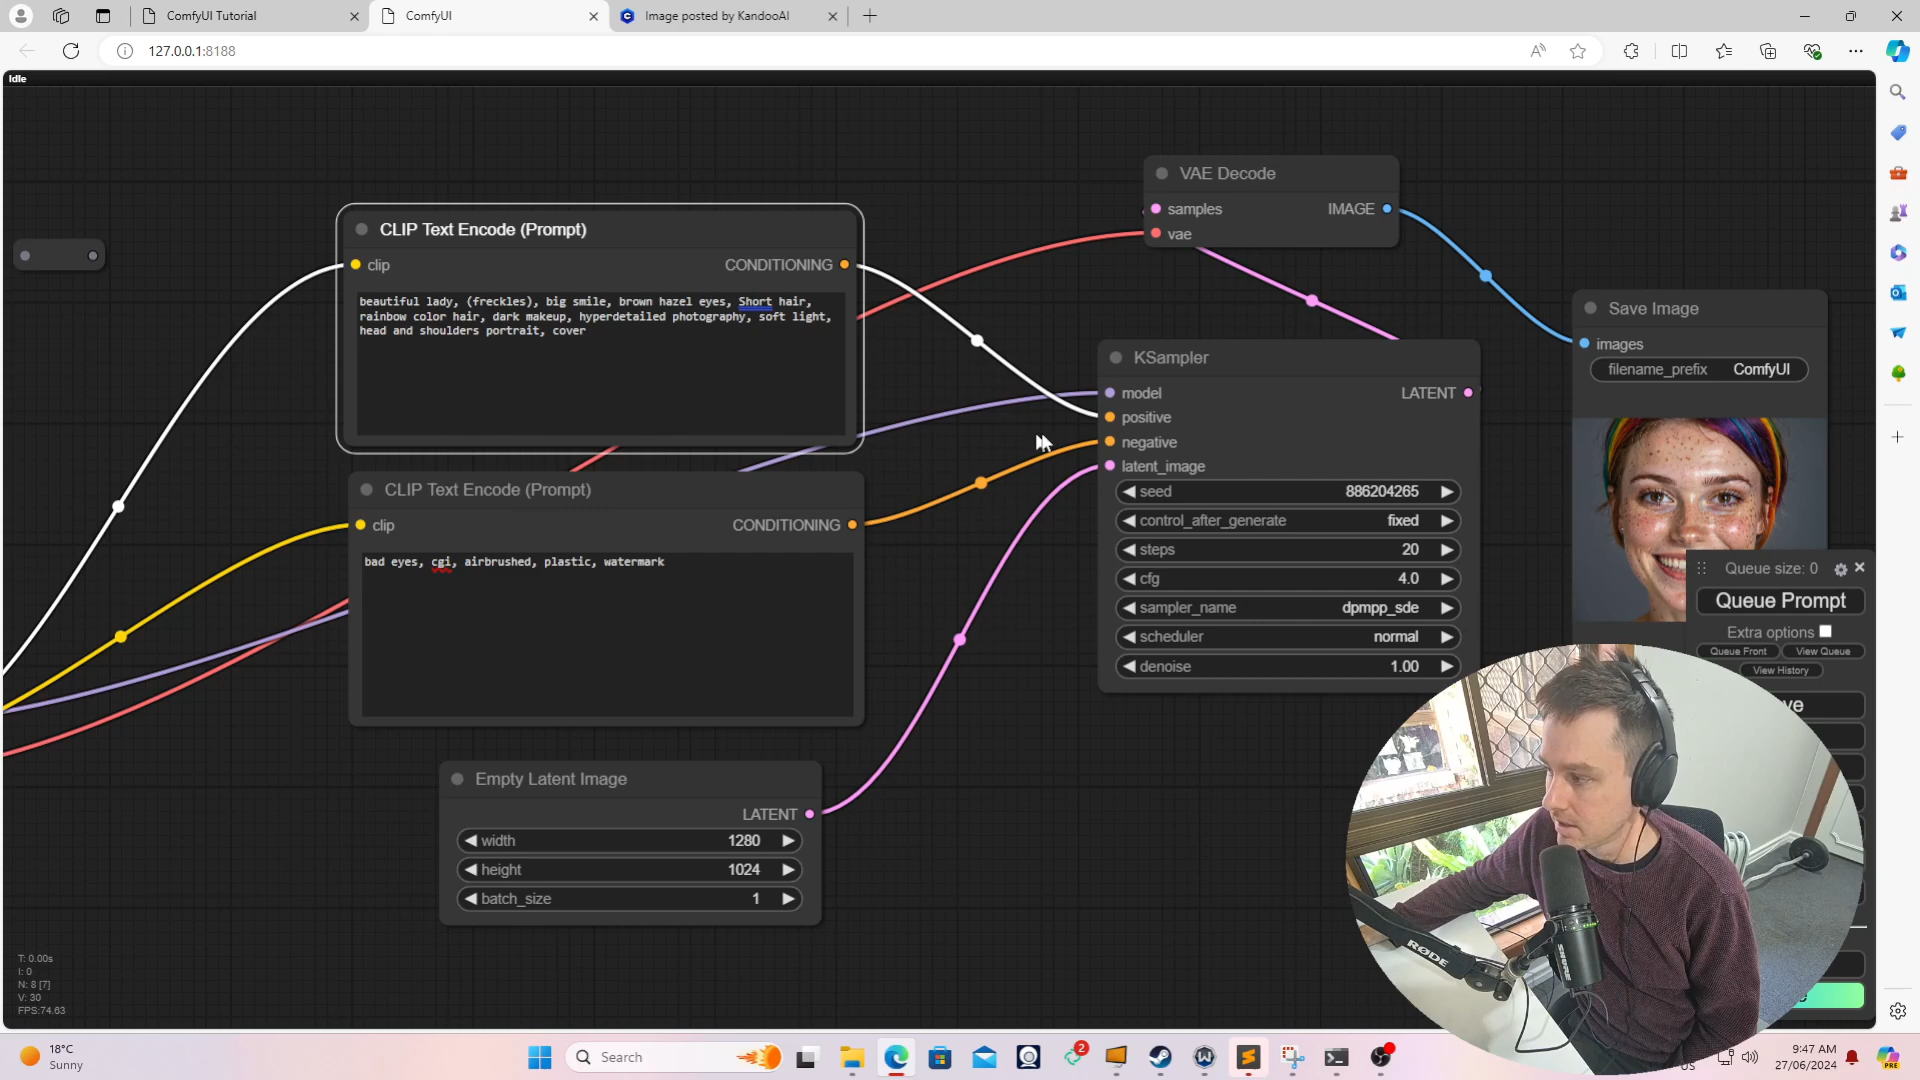 ComfyUI Tutorial
ComfyUI
Image posted by KandooAI
127.0.0.1:8188
Idle
CLIP Text Encode (Prompt)
clip
CONDITIONING
beautiful lady, (freckles), big smile, brown hazel eyes, Short hair,
rainbow color hair, dark makeup, hyperdetailed photography, soft light,
head and shoulders portrait, cover
CLIP Text Encode (Prompt)
clip
CONDITIONING
bad eyes, cgi, airbrushed, plastic, watermark
Empty Latent Image
LATENT
width 1280
height 1024
batch_size 1
VAE Decode
samples
IMAGE
vae
KSampler
model
LATENT
positive
negative
latent_image
seed 886204265
control_after_generate fixed
steps 20
cfg 4.0
sampler_name dpmpp_sde
scheduler normal
denoise 1.00
Save Image
images
filename_prefix ComfyUI
Queue size: 0
Queue Prompt
Extra options
Queue Front
View Queue
View History
RØDE
SHURE
T: 0.00s
I: 0
N: 8 [7]
V: 30
FPS:74.63
18°C
Sunny
Search
2
US
9:47 AM
27/06/2024
PRE